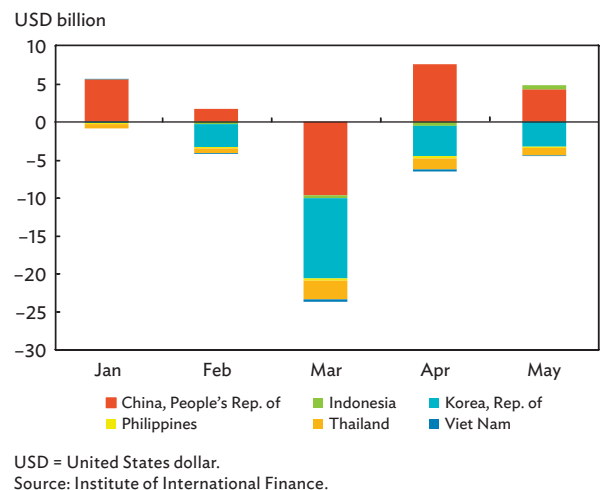 USD billion
10
5
0
–5
–10
–15
–20
–25
–30
Jan Feb Mar Apr May
China, People's Rep. of Indonesia Korea, Rep. of
Philippines Thailand Viet Nam
USD = United States dollar.
Source: Institute of International Finance.